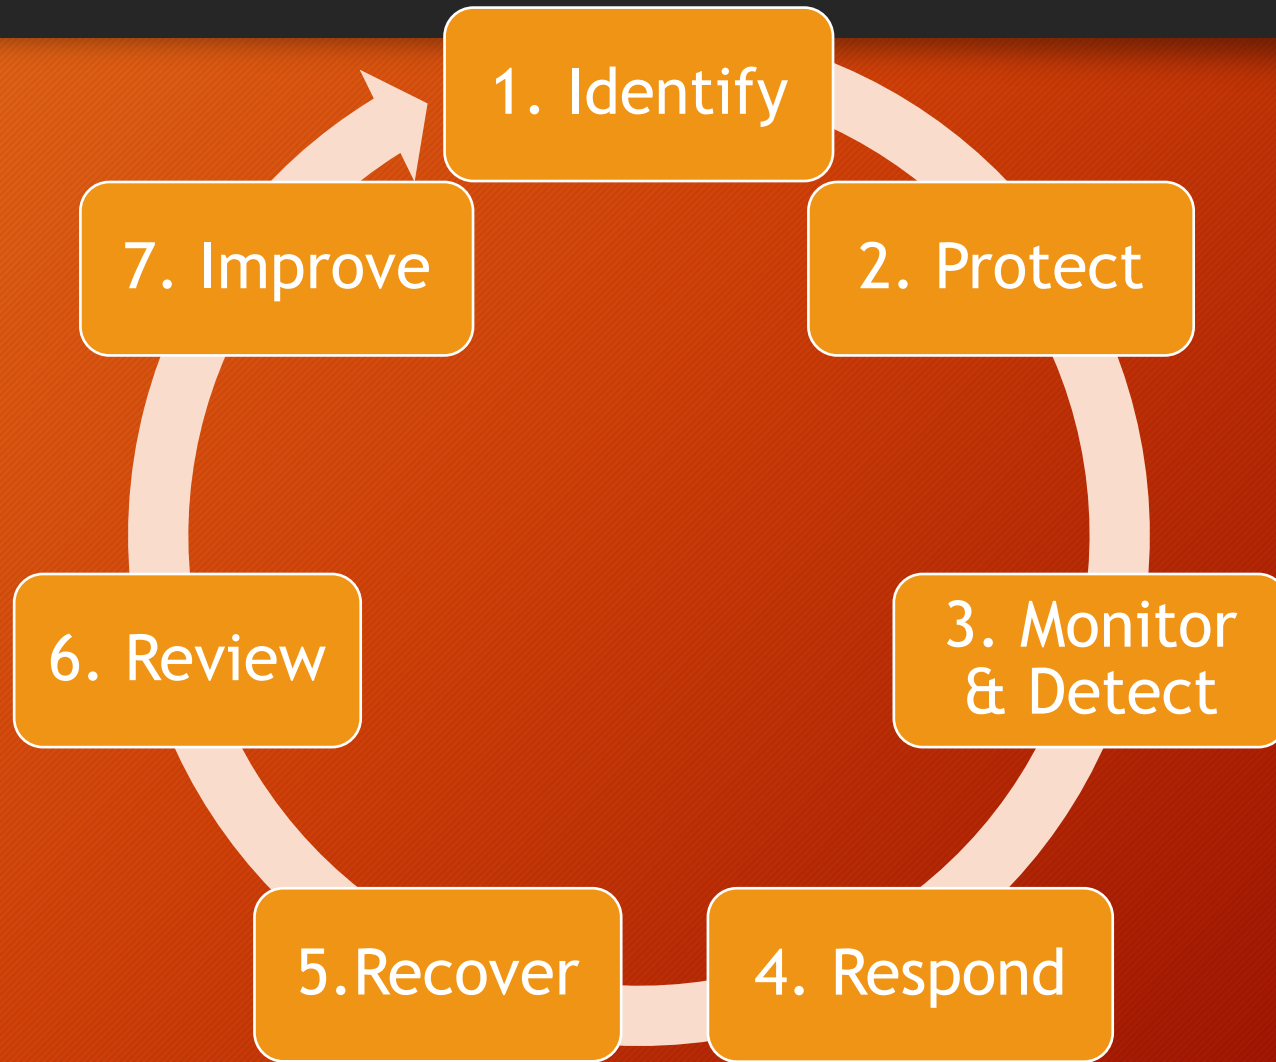 1. Identify
2. Protect
3. Monitor
& Detect
4. Respond
5.Recover
6. Review
7. Improve